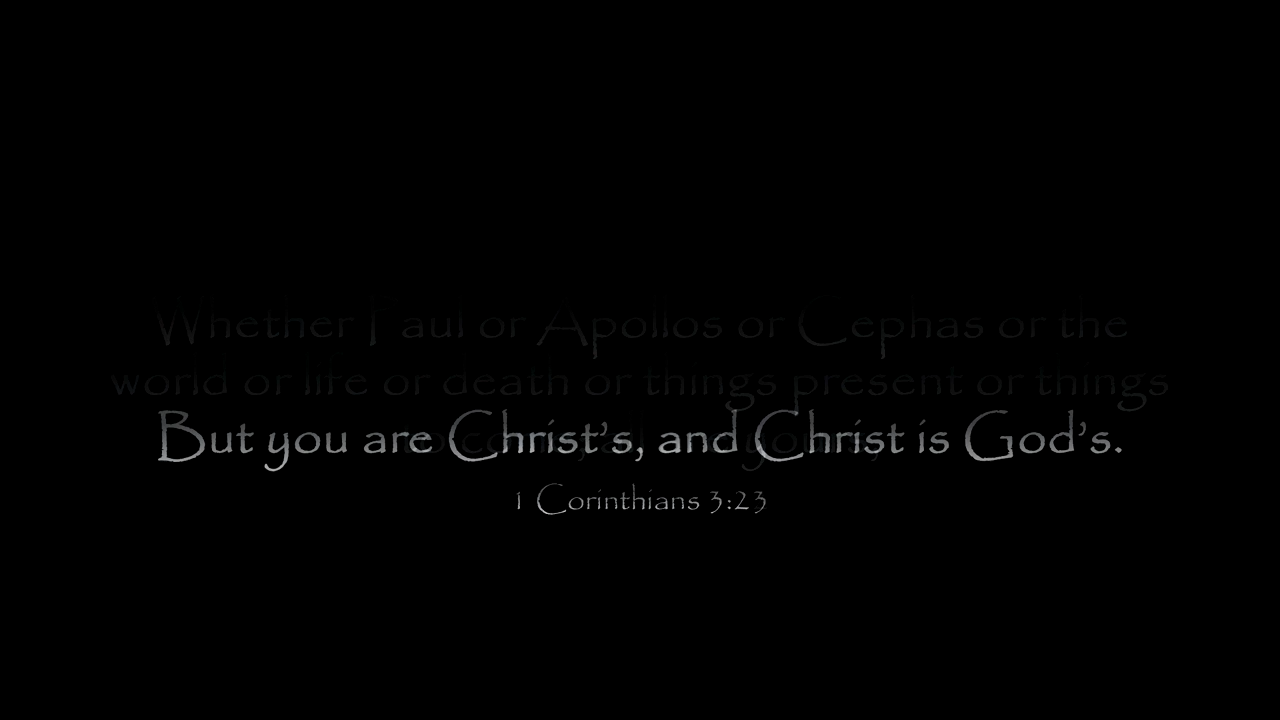 Whether Paul or Apollos or Cephas or the
world or life or death or things present or things
But you are Christ's, and Christ is God's.
1 Corinthians 3:23